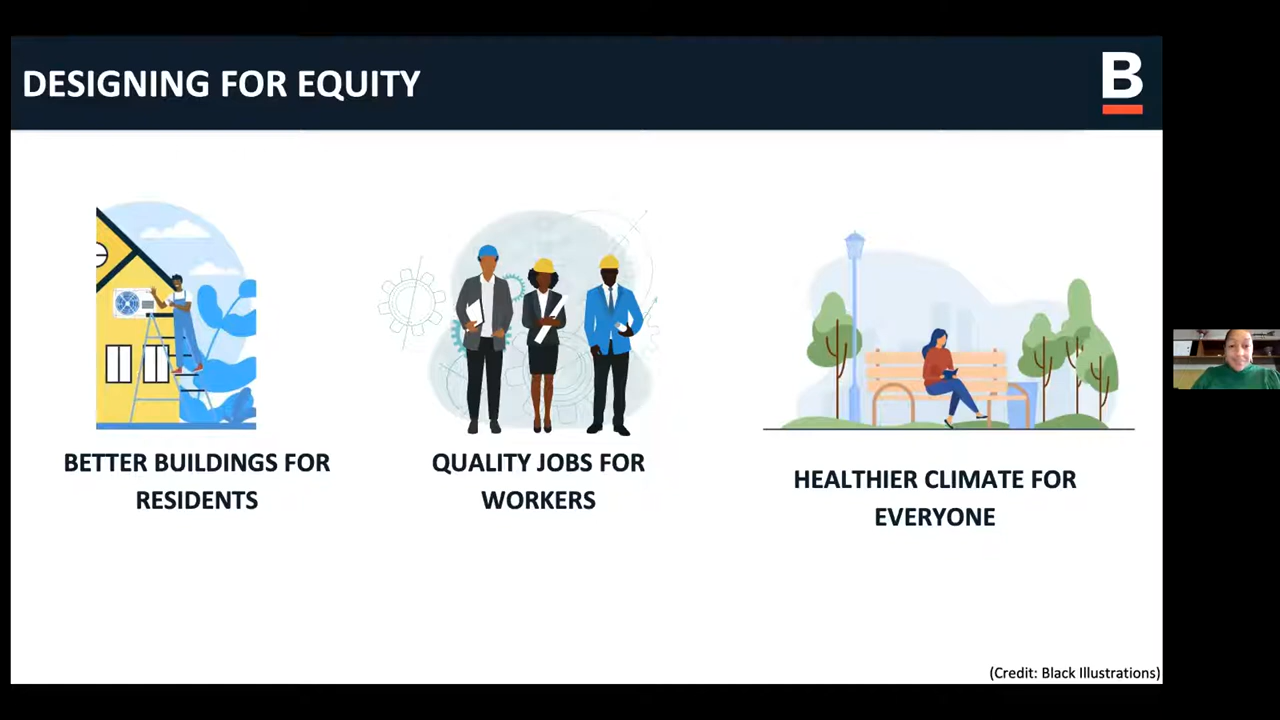 DESIGNING FOR EQUITY
B
BETTER BUILDINGS FOR
RESIDENTS
QUALITY JOBS FOR
WORKERS
HEALTHIER CLIMATE FOR
EVERYONE
(Credit: Black Illustrations)